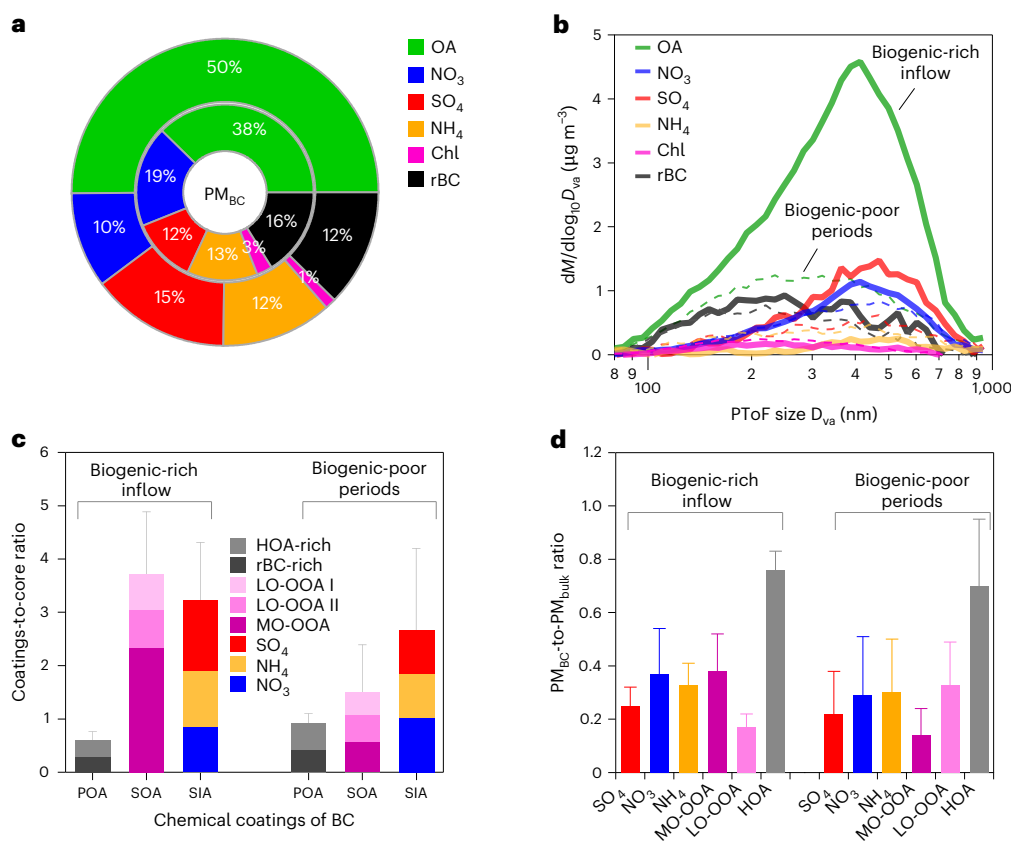 a
50%
38%
19%
16%
12%
3%
13%
PM_BC
10%
15%
12%
1%
12%
OA
NO3
SO4
NH4
Chl
rBC
b
dM/dlog10 Dva (µg m−3)
5
4
3
2
1
0
OA
NO3
SO4
NH4
Chl
rBC
Biogenic-rich
inflow
Biogenic-poor
periods
8 9 2 3 4 5 6 7 8 9
100 1,000
PToF size Dva (nm)
c
Coatings-to-core ratio
6
5
4
3
2
1
0
Biogenic-rich
inflow
Biogenic-poor
periods
HOA-rich
rBC-rich
LO-OOA I
LO-OOA II
MO-OOA
SO4
NH4
NO3
POA SOA SIA POA SOA SIA
Chemical coatings of BC
d
PMBC-to-PMbulk ratio
1.2
1.0
0.8
0.6
0.4
0.2
0
Biogenic-rich
inflow
Biogenic-poor
periods
SO4 NO3 NH4 MO-OOA LO-OOA HOA SO4 NO3 NH4 MO-OOA LO-OOA HOA